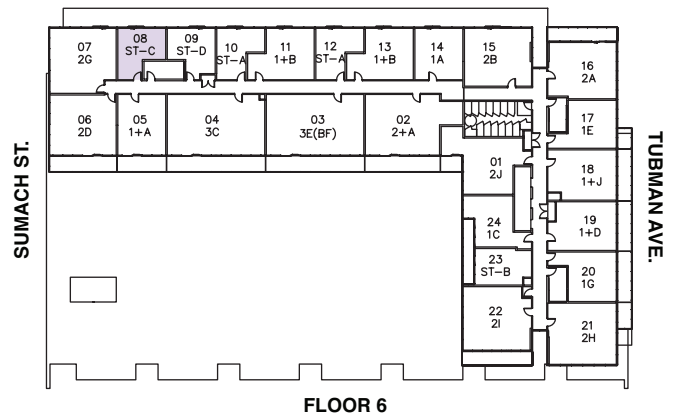 07
2G
08
ST-C
09
ST-D
10
ST-A
11
1+B
12
ST-A
13
1+B
14
1A
15
2B
16
2A
06
2D
05
1+A
04
3C
03
3E(BF)
02
2+A
17
1E
01
2J
18
1+J
SUMACH ST.
TUBMAN AVE.
24
1C
19
1+D
23
ST-B
20
1G
22
2I
21
2H
FLOOR 6